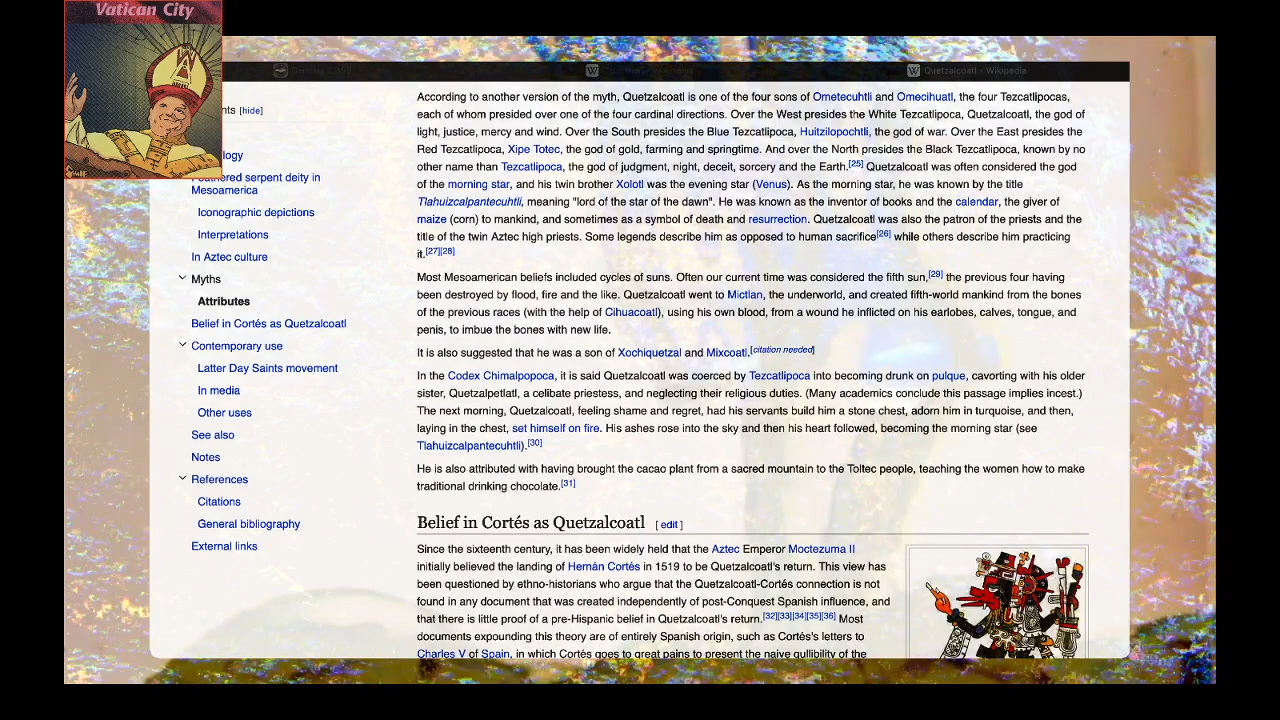 Vatican City
Quetzalcoatl - Wikipedia
nts [hide]
logy
Feathered serpent deity in
Mesoamerica
Iconographic depictions
Interpretations
In Aztec culture
Myths
Attributes
Belief in Cortés as Quetzalcoatl
Contemporary use
Latter Day Saints movement
In media
Other uses
See also
Notes
References
Citations
General bibliography
External links
According to another version of the myth, Quetzalcoatl is one of the four sons of Ometecuhtli and Omecihuatl, the four Tezcatlipocas,
each of whom presided over one of the four cardinal directions. Over the West presides the White Tezcatlipoca, Quetzalcoatl, the god of
light, justice, mercy and wind. Over the South presides the Blue Tezcatlipoca, Huitzilopochtli, the god of war. Over the East presides the
Red Tezcatlipoca, Xipe Totec, the god of gold, farming and springtime. And over the North presides the Black Tezcatlipoca, known by no
other name than Tezcatlipoca, the god of judgment, night, deceit, sorcery and the Earth.[25] Quetzalcoatl was often considered the god
of the morning star, and his twin brother Xolotl was the evening star (Venus). As the morning star, he was known by the title
Tlahuizcalpantecuhtli, meaning "lord of the star of the dawn". He was known as the inventor of books and the calendar, the giver of
maize (corn) to mankind, and sometimes as a symbol of death and resurrection. Quetzalcoatl was also the patron of the priests and the
title of the twin Aztec high priests. Some legends describe him as opposed to human sacrifice[26] while others describe him practicing
it.[27][28]
Most Mesoamerican beliefs included cycles of suns. Often our current time was considered the fifth sun,[29] the previous four having
been destroyed by flood, fire and the like. Quetzalcoatl went to Mictlan, the underworld, and created fifth-world mankind from the bones
of the previous races (with the help of Cihuacoatl), using his own blood, from a wound he inflicted on his earlobes, calves, tongue, and
penis, to imbue the bones with new life.
It is also suggested that he was a son of Xochiquetzal and Mixcoatl.[citation needed]
In the Codex Chimalpopoca, it is said Quetzalcoatl was coerced by Tezcatlipoca into becoming drunk on pulque, cavorting with his older
sister, Quetzalpetlatl, a celibate priestess, and neglecting their religious duties. (Many academics conclude this passage implies incest.)
The next morning, Quetzalcoatl, feeling shame and regret, had his servants build him a stone chest, adorn him in turquoise, and then,
laying in the chest, set himself on fire. His ashes rose into the sky and then his heart followed, becoming the morning star (see
Tlahuizcalpantecuhtli).[30]
He is also attributed with having brought the cacao plant from a sacred mountain to the Toltec people, teaching the women how to make
traditional drinking chocolate.[31]
Belief in Cortés as Quetzalcoatl [ edit ]
Since the sixteenth century, it has been widely held that the Aztec Emperor Moctezuma II
initially believed the landing of Hernán Cortés in 1519 to be Quetzalcoatl's return. This view has
been questioned by ethno-historians who argue that the Quetzalcoatl-Cortés connection is not
found in any document that was created independently of post-Conquest Spanish influence, and
that there is little proof of a pre-Hispanic belief in Quetzalcoatl's return.[32][33][34][35][36] Most
documents expounding this theory are of entirely Spanish origin, such as Cortés's letters to
Charles V of Spain, in which Cortés goes to great pains to present the naive gullibility of the